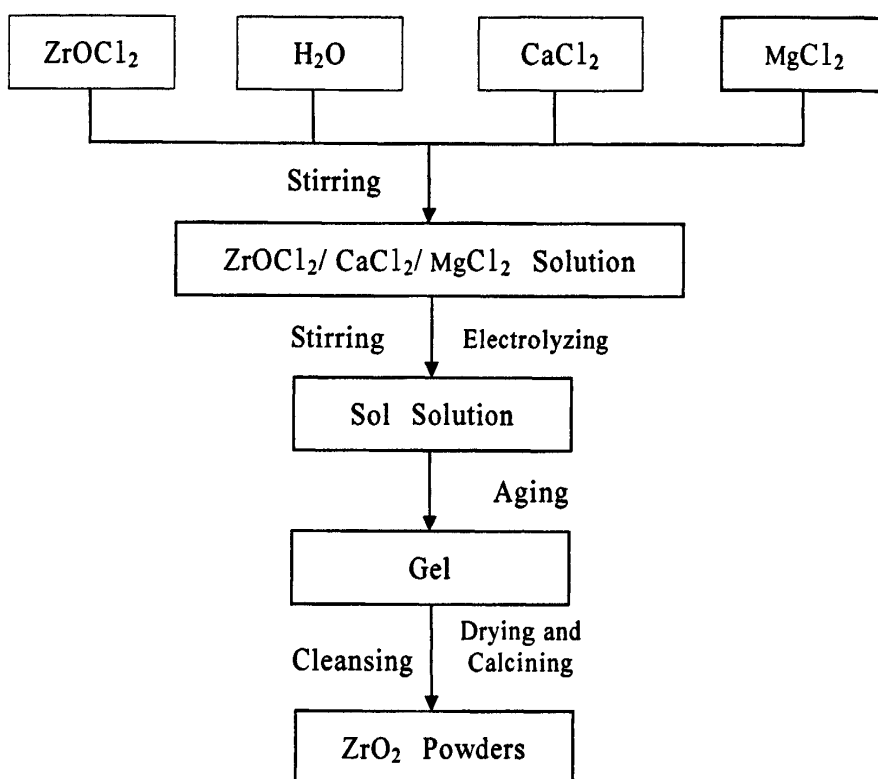 ZrOCl₂ H₂O CaCl₂ MgCl₂
Stirring
ZrOCl₂/ CaCl₂/ MgCl₂ Solution
Stirring Electrolyzing
Sol Solution
Aging
Gel
Cleansing Drying and
Calcining
ZrO₂ Powders